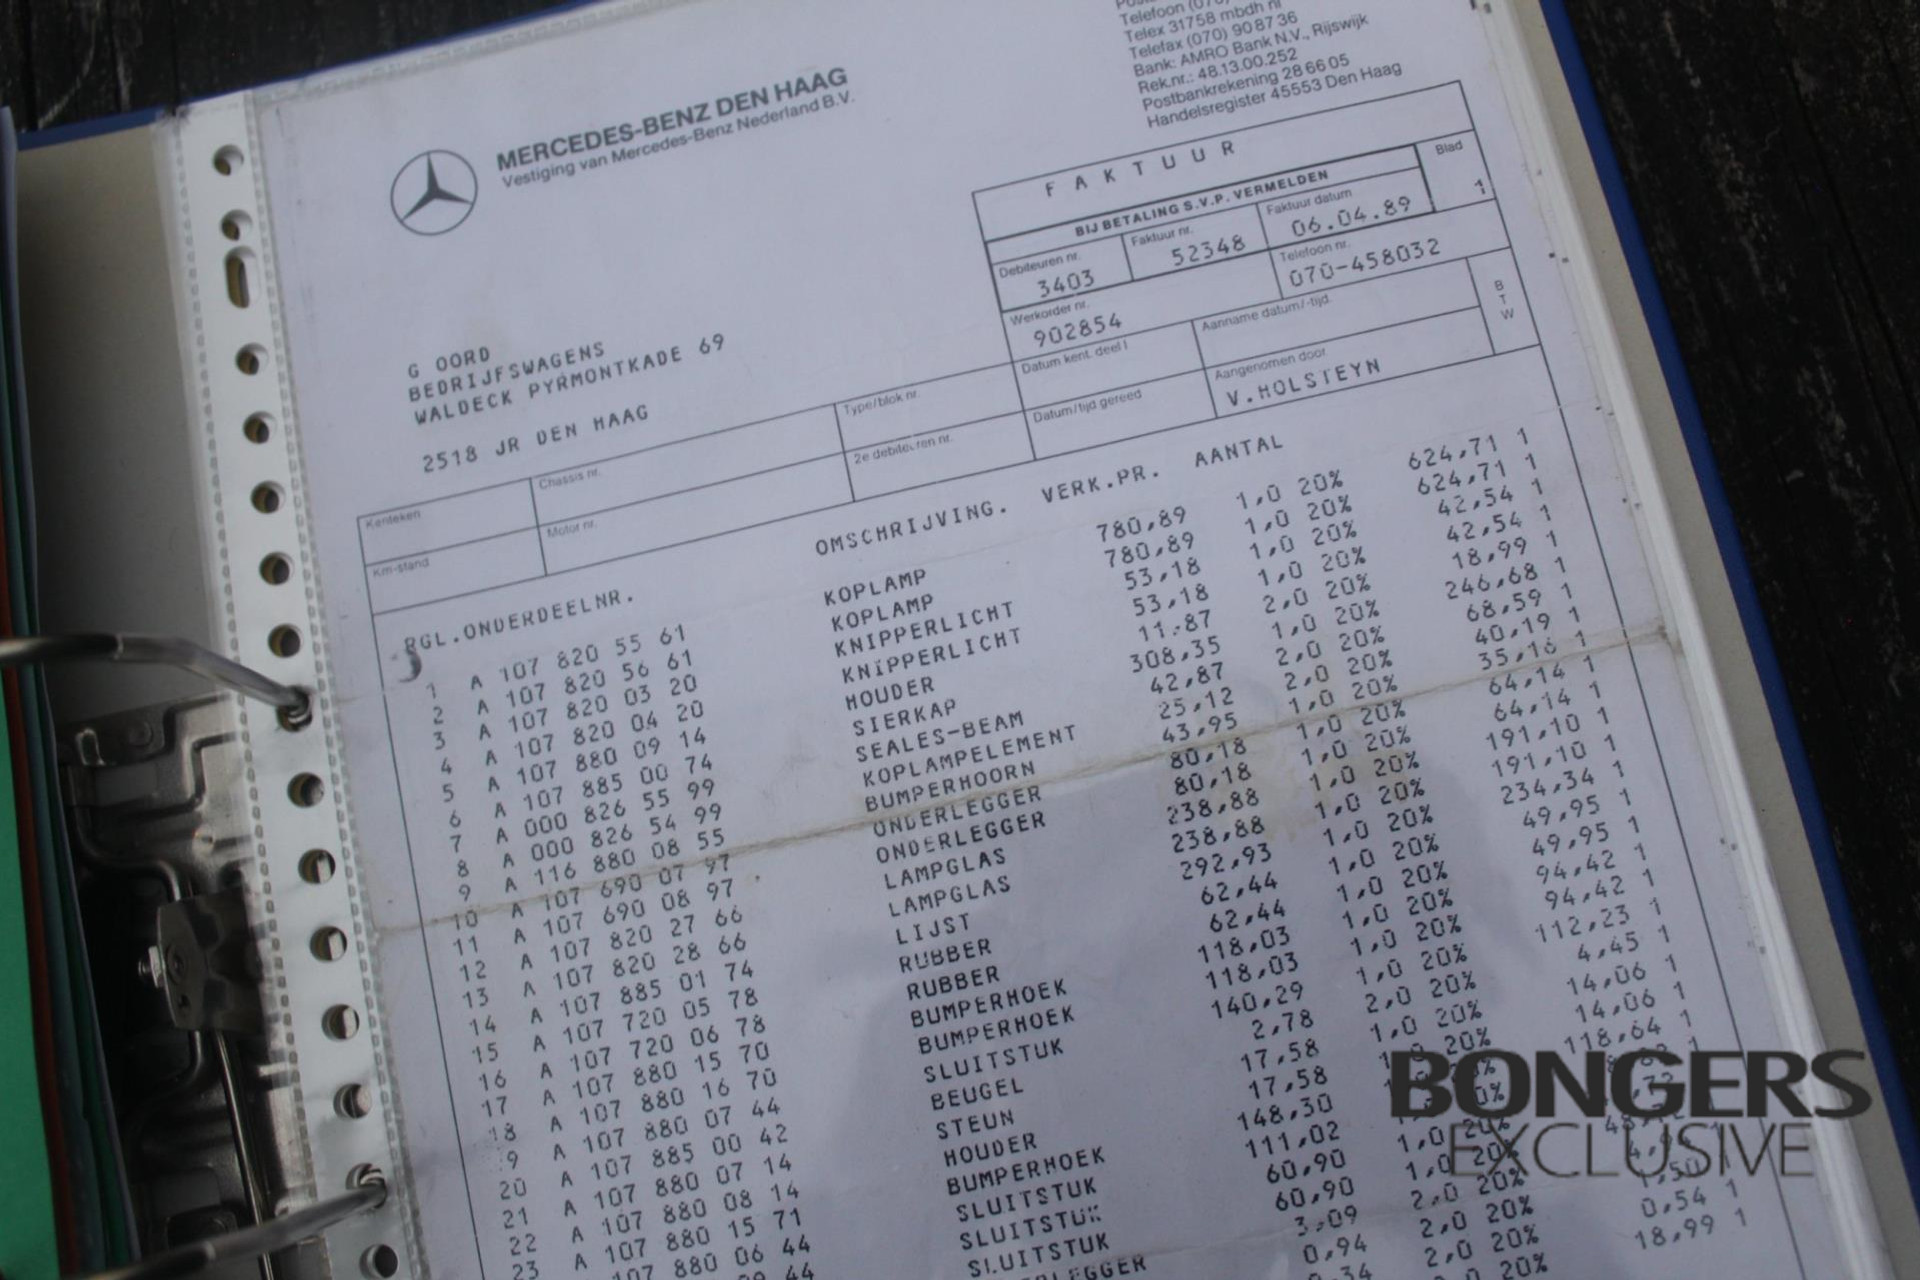 Telefoon (070)
Telex 31758 mbdh nl
Telefax (070) 90 87 36
Bank: AMRO Bank N.V., Rijswijk
Rek.nr.: 48.13.00.252
Postbankrekening 28 66 05
Handelsregister 45553 Den Haag
MERCEDES-BENZ DEN HAAG
Vestiging van Mercedes-Benz Nederland B.V.
FAKTUUR
BIJ BETALING S.V.P. VERMELDEN
Blad
1
Debiteuren nr.
3403
Faktuur nr.
52348
Faktuur datum
06.04.89
Werkorder nr.
902854
Telefoon nr.
070-458032
Datum kent. deel I
Aanname datum/-tijd.
BTW
Datum/tijd gereed
Aangenomen door
V.HOLSTEYN
G OORD
BEDRIJFSWAGENS
WALDECK PYRMONTKADE 69
2518 JR DEN HAAG
Kenteken
Chassis nr.
Type/blok nr.
Km-stand
Motor nr.
2e debiteuren nr.
RGL.ONDERDEELNR. OMSCHRIJVING. VERK.PR. AANTAL
1 A 107 820 55 61 KOPLAMP 780,89 1,0 20% 624,71 1
2 A 107 820 56 61 KOPLAMP 780,89 1,0 20% 624,71 1
3 A 107 820 03 20 KNIPPERLICHT 53,18 1,0 20% 42,54 1
4 A 107 820 04 20 KNIPPERLICHT 53,18 1,0 20% 42,54 1
5 A 107 880 09 14 HOUDER 11,87 2,0 20% 18,99 1
6 A 107 885 00 74 SIERKAP 308,35 1,0 20% 246,68 1
7 A 000 826 55 99 SEALES-BEAM 42,87 2,0 20% 68,59 1
8 A 000 826 54 99 KOPLAMPELEMENT 25,12 2,0 20% 40,19 1
9 A 116 880 08 55 BUMPERHOORN 43,95 1,0 20% 35,16 1
10 A 107 690 07 97 ONDERLEGGER 80,18 1,0 20% 64,14 1
11 A 107 690 08 97 ONDERLEGGER 80,18 1,0 20% 64,14 1
12 A 107 820 27 66 LAMPGLAS 238,88 1,0 20% 191,10 1
13 A 107 820 28 66 LAMPGLAS 238,88 1,0 20% 191,10 1
14 A 107 885 01 74 LIJST 292,93 1,0 20% 234,34 1
15 A 107 720 05 78 RUBBER 62,44 1,0 20% 49,95 1
16 A 107 720 06 78 RUBBER 62,44 1,0 20% 49,95 1
17 A 107 880 15 70 BUMPERHOEK 118,03 1,0 20% 94,42 1
18 A 107 880 16 70 BUMPERHOEK 118,03 1,0 20% 94,42 1
9 A 107 880 07 44 SLUITSTUK 140,29 1,0 20% 112,23 1
20 A 107 885 00 42 BEUGEL 2,78 2,0 20% 4,45 1
21 A 107 880 07 14 STEUN 17,58 1,0 20% 14,06 1
22 A 107 880 08 14 HOUDER 17,58 20% 14,06 1
23 A 107 880 15 71 BUMPERHOEK 148,30 118,64 1
107 880 06 44 SLUITSTUK 111,02 1,0
44 SLUITSTUK 60,90 1,0
SLUITSTUK 60,90 2,0 20%
3,09 2,0 20% 1,50
0,94 2,0 20% 0,54 1
20% 18,99 1
BONGERS
EXCLUSIVE